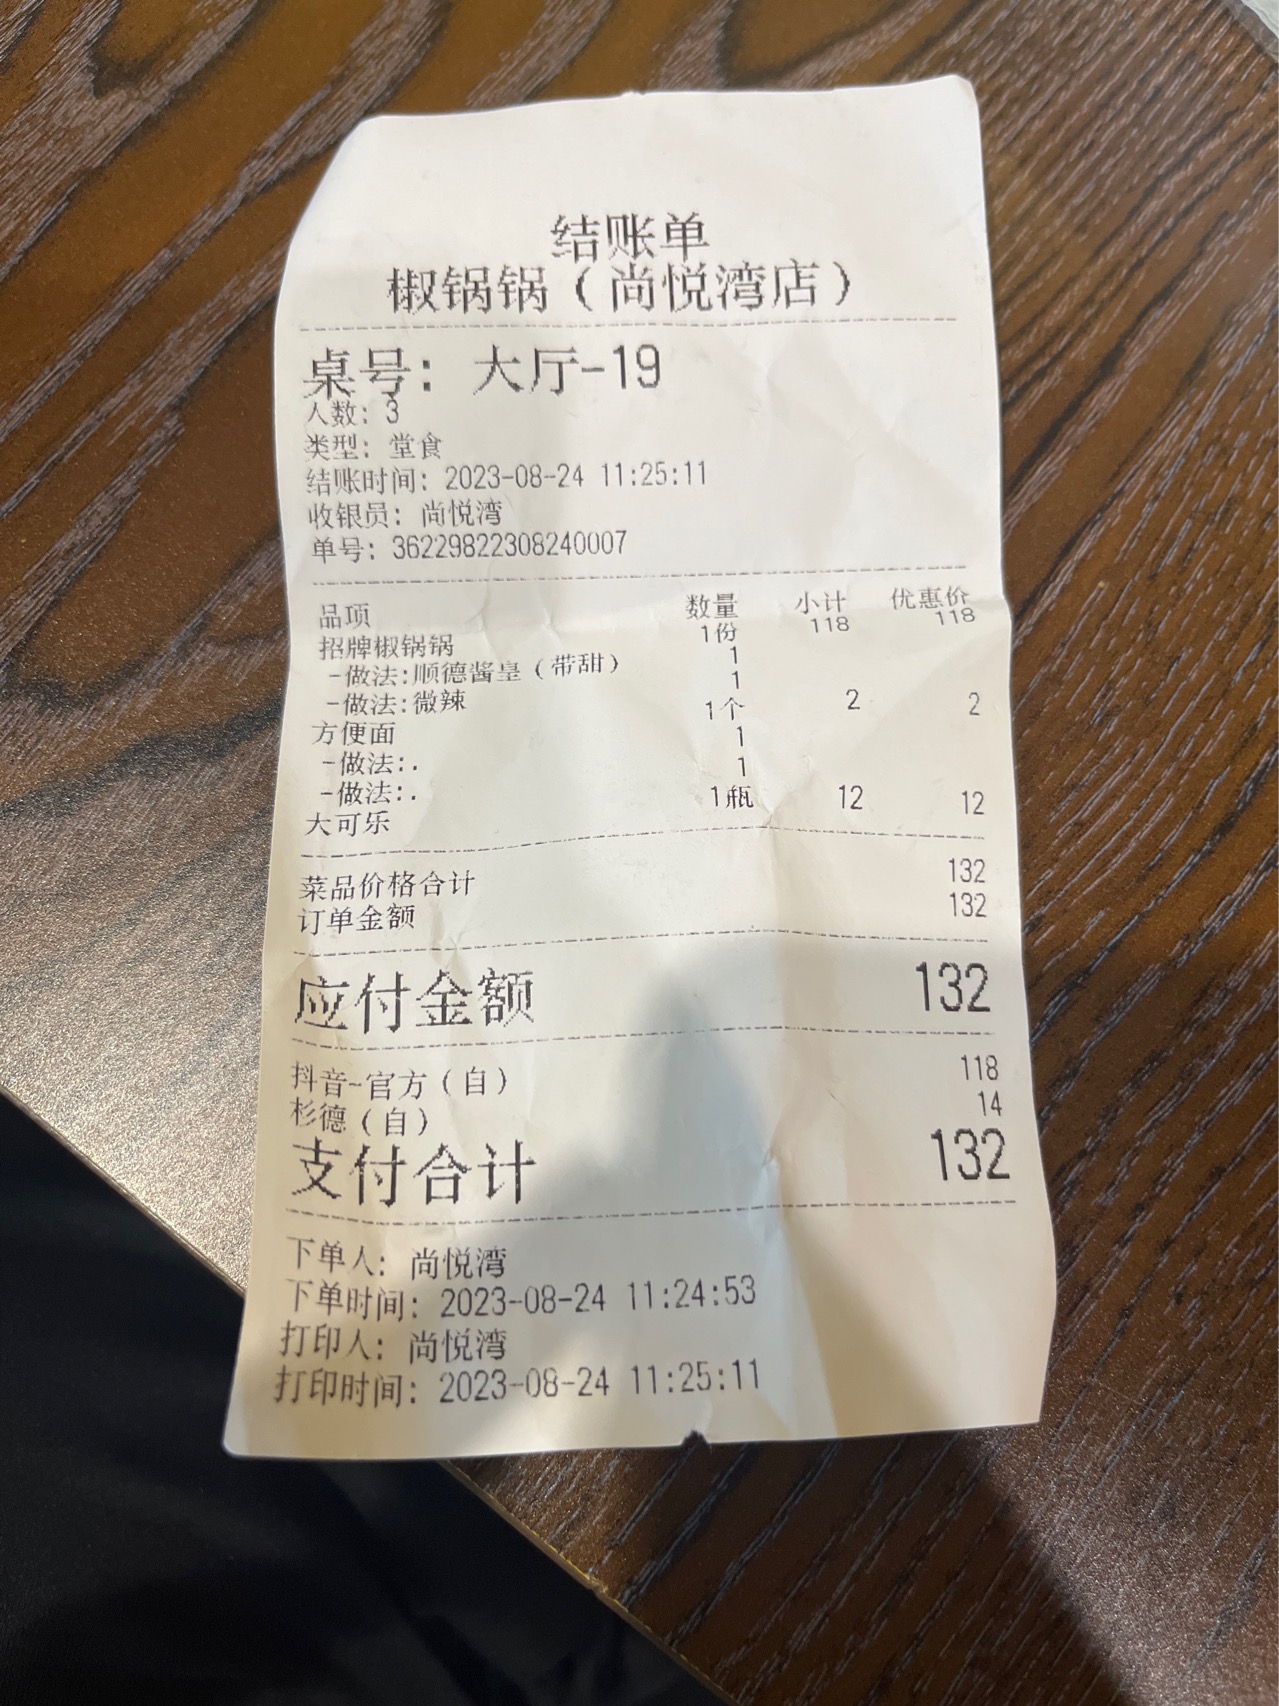 结账单
椒锅锅（尚悦湾店）
桌号： 大厅-19
人数： 3
类型： 堂食
结账时间： 2023-08-24 11:25:11
收银员： 尚悦湾
单号： 36229822308240007
品项 数量 小计 优惠价
招牌椒锅锅 1份 118 118
-做法:顺德酱皇（带甜） 1
-做法:微辣 1
方便面 1个 2 2
-做法:. 1
-做法:. 1
大可乐 1瓶 12 12
菜品价格合计 132
订单金额 132
应付金额 132
抖音-官方（自） 118
杉德（自） 14
支付合计 132
下单人： 尚悦湾
下单时间： 2023-08-24 11:24:53
打印人： 尚悦湾
打印时间： 2023-08-24 11:25:11